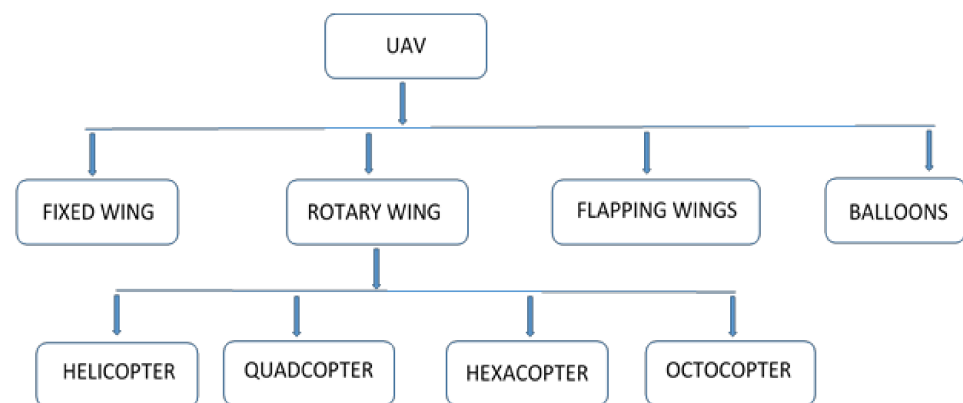 UAV
FIXED WING
ROTARY WING
FLAPPING WINGS
BALLOONS
HELICOPTER
QUADCOPTER
HEXACOPTER
OCTOCOPTER